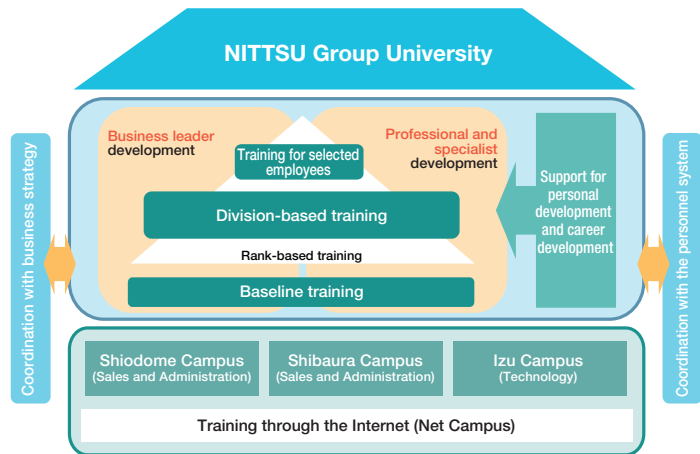 NITTSU Group University
Coordination with business strategy
Business leader
development
Professional and
specialist
development
Training for selected
employees
Division-based training
Rank-based training
Baseline training
Support for
personal
development
and career
development
Coordination with the personnel system
Shiodome Campus
(Sales and Administration)
Shibaura Campus
(Sales and Administration)
Izu Campus
(Technology)
Training through the Internet (Net Campus)